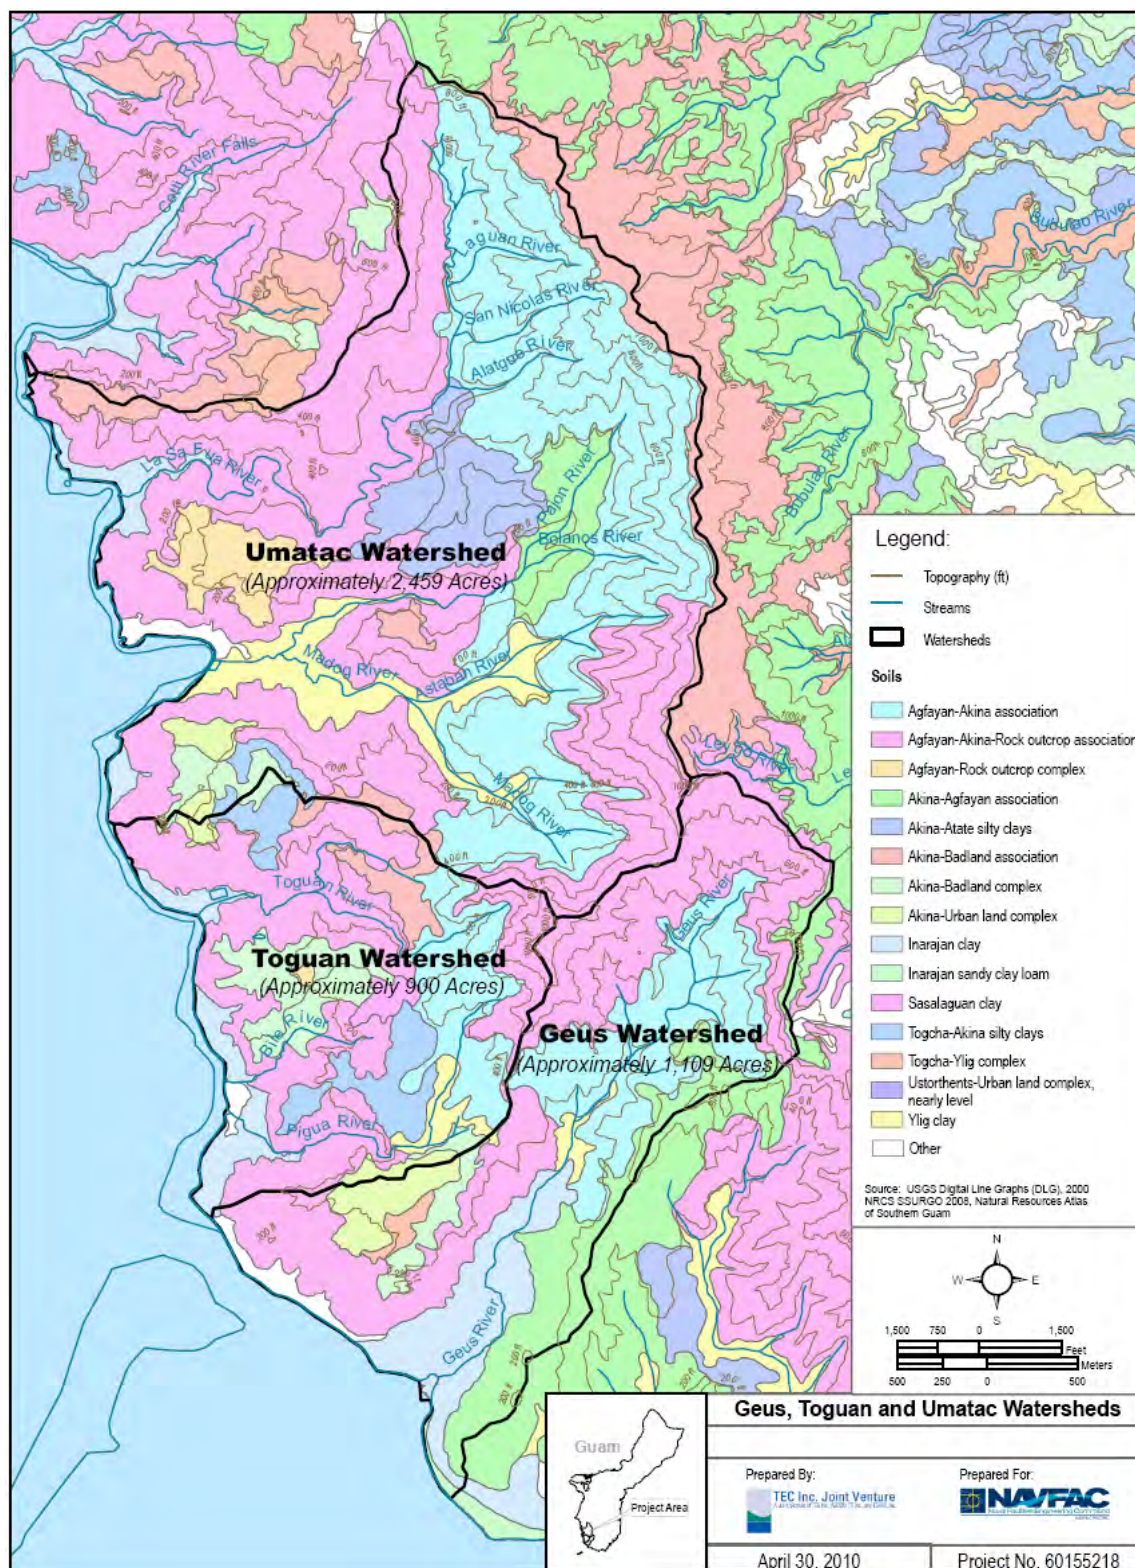 Cetti River Falls
Laguan River
San Nicolas River
Alatgue River
La Sa Fua River
Pajon River
Bolanos River
Bubulao River
Bubulao River
Umatac Watershed
(Approximately 2,459 Acres)
Madog River
Astaban River
Madog River
Leygo River
Toguan River
Geus River
Toguan Watershed
(Approximately 900 Acres)
Bile River
Geus Watershed
(Approximately 1,109 Acres)
Pigua River
Geus River
Legend:
Topography (ft)
Streams
Watersheds
Soils
Agfayan-Akina association
Agfayan-Akina-Rock outcrop association
Agfayan-Rock outcrop complex
Akina-Agfayan association
Akina-Atate silty clays
Akina-Badland association
Akina-Badland complex
Akina-Urban land complex
Inarajan clay
Inarajan sandy clay loam
Sasalaguan clay
Togcha-Akina silty clays
Togcha-Ylig complex
Ustorthents-Urban land complex,
nearly level
Ylig clay
Other
Source: USGS Digital Line Graphs (DLG), 2000
NRCS SSURGO 2008, Natural Resources Atlas
of Southern Guam
N
W E
S
1,500 750 0 1,500
Feet
Meters
500 250 0 500
Geus, Toguan and Umatac Watersheds
Guam
Project Area
Prepared By:
TEC Inc. Joint Venture
Prepared For:
NAVFAC
April 30, 2010
Project No. 60155218